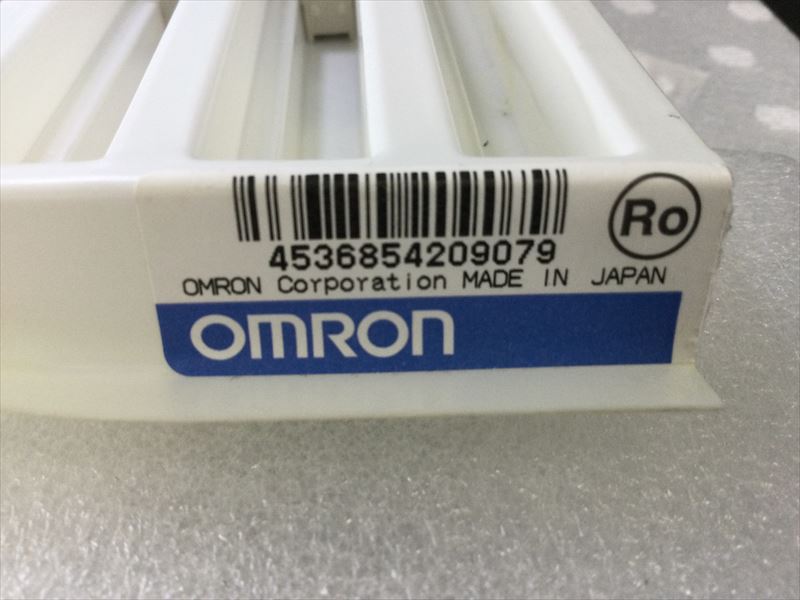 Ro
4536854209079
OMRON Corporation MADE IN JAPAN
OMRON